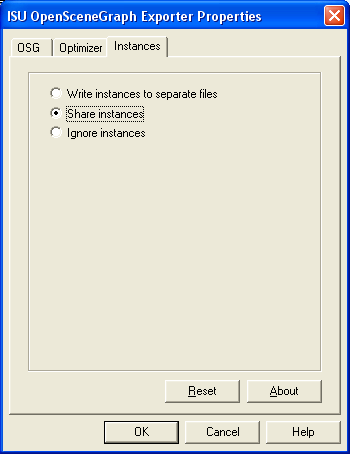 ISU OpenSceneGraph Exporter Properties
OSG Optimizer Instances
Write instances to separate files
Share instances
Ignore instances
Reset About
OK Cancel Help